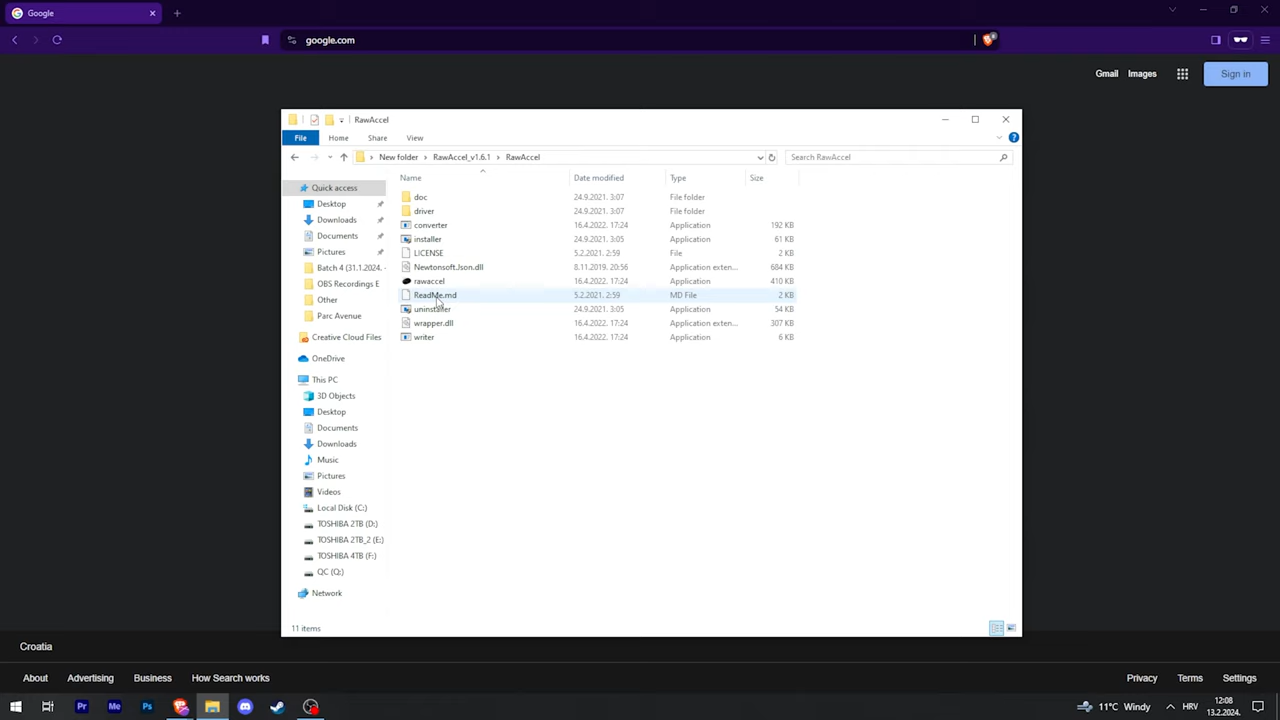 Google
google.com
Gmail Images Sign in
RawAccel
File Home Share View
New folder RawAccel_v1.6.1 RawAccel Search RawAccel
Name Date modified Type Size
Quick access
Desktop
Downloads
Documents
Pictures
Batch 4 (31.1.2024. -
OBS Recordings E
Other
Parc Avenue
Creative Cloud Files
OneDrive
This PC
3D Objects
Desktop
Documents
Downloads
Music
Pictures
Videos
Local Disk (C:)
TOSHIBA 2TB (D:)
TOSHIBA 2TB_2 (E:)
TOSHIBA 4TB (F:)
QC (Q:)
Network
doc 24.9.2021. 3:07 File folder
driver 24.9.2021. 3:07 File folder
converter 16.4.2022. 17:24 Application 192 KB
installer 24.9.2021. 3:05 Application 61 KB
LICENSE 5.2.2021. 2:59 File 2 KB
Newtonsoft.Json.dll 8.11.2019. 20:56 Application exten... 684 KB
rawaccel 16.4.2022. 17:24 Application 410 KB
ReadMe.md 5.2.2021. 2:59 MD File 2 KB
uninstaller 24.9.2021. 3:05 Application 54 KB
wrapper.dll 16.4.2022. 17:24 Application exten... 307 KB
writer 16.4.2022. 17:24 Application 6 KB
11 items
Croatia
About Advertising Business How Search works Privacy Terms Settings
Pr Me Ps 11°C Windy HRV 12:08
13.2.2024.